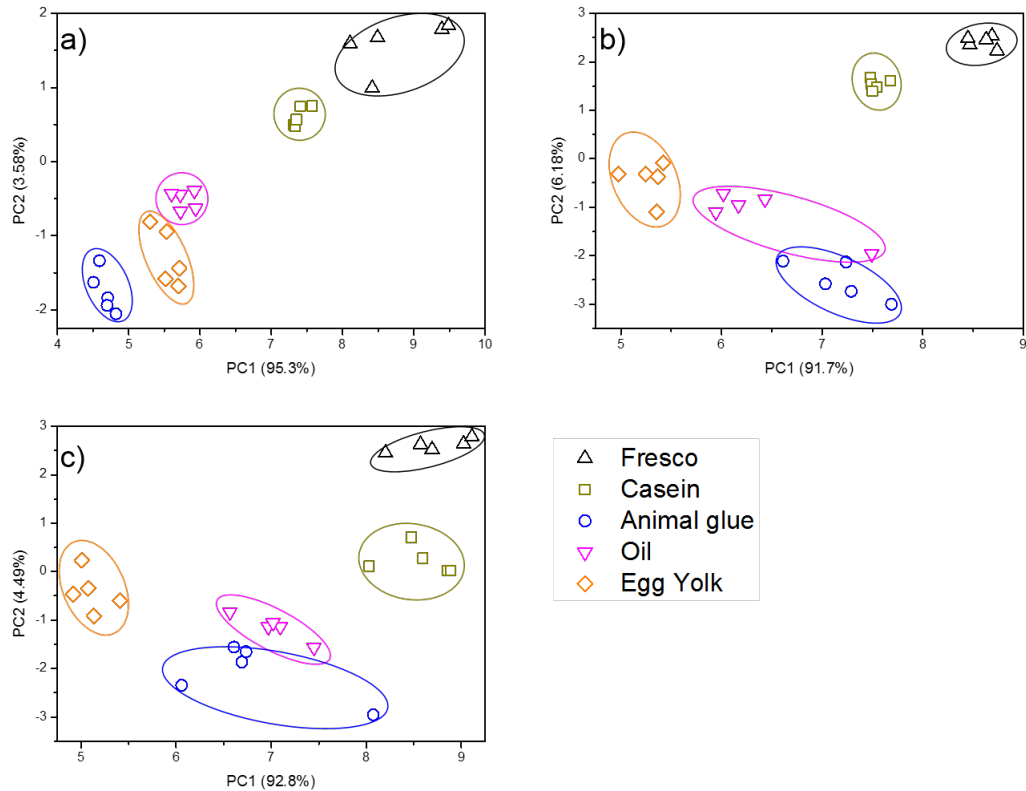 a)
2
1
0
-1
-2
PC2 (3.58%)
4 5 6 7 8 9 10
PC1 (95.3%)
b)
3
2
1
0
-1
-2
-3
PC2 (6.18%)
5 6 7 8 9
PC1 (91.7%)
c)
3
2
1
0
-1
-2
-3
PC2 (4.49%)
5 6 7 8 9
PC1 (92.8%)
Fresco
Casein
Animal glue
Oil
Egg Yolk